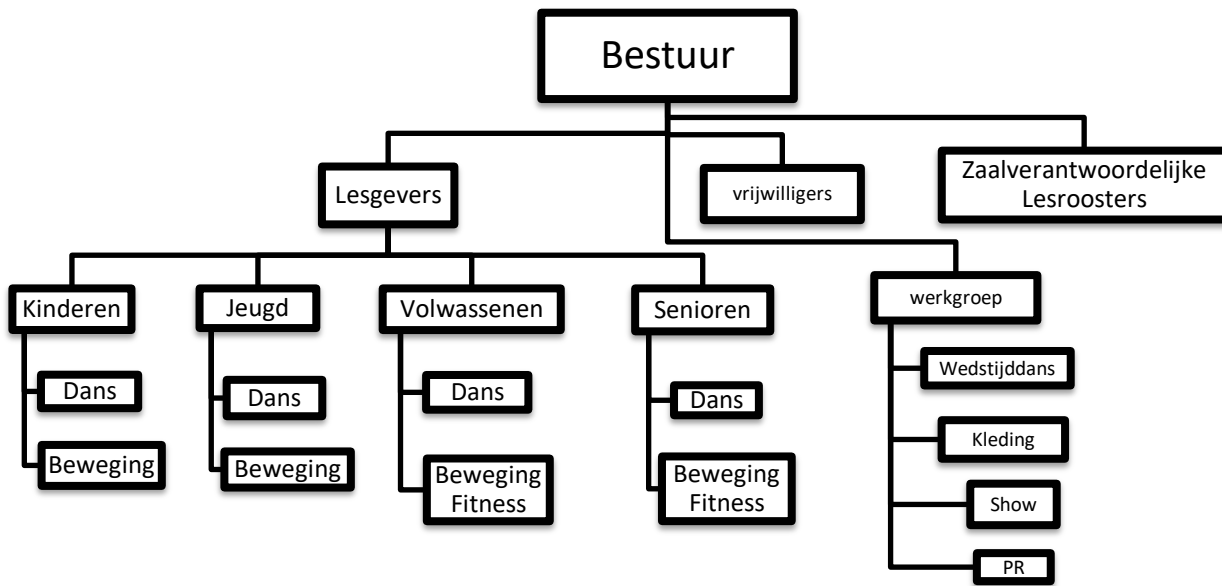 Bestuur
Lesgevers
vrijwilligers
Zaalverantwoordelijke
Lesroosters
Kinderen
Jeugd
Volwassenen
Senioren
werkgroep
Dans
Beweging
Dans
Beweging
Dans
Beweging
Fitness
Dans
Beweging
Fitness
Wedstijddans
Kleding
Show
PR